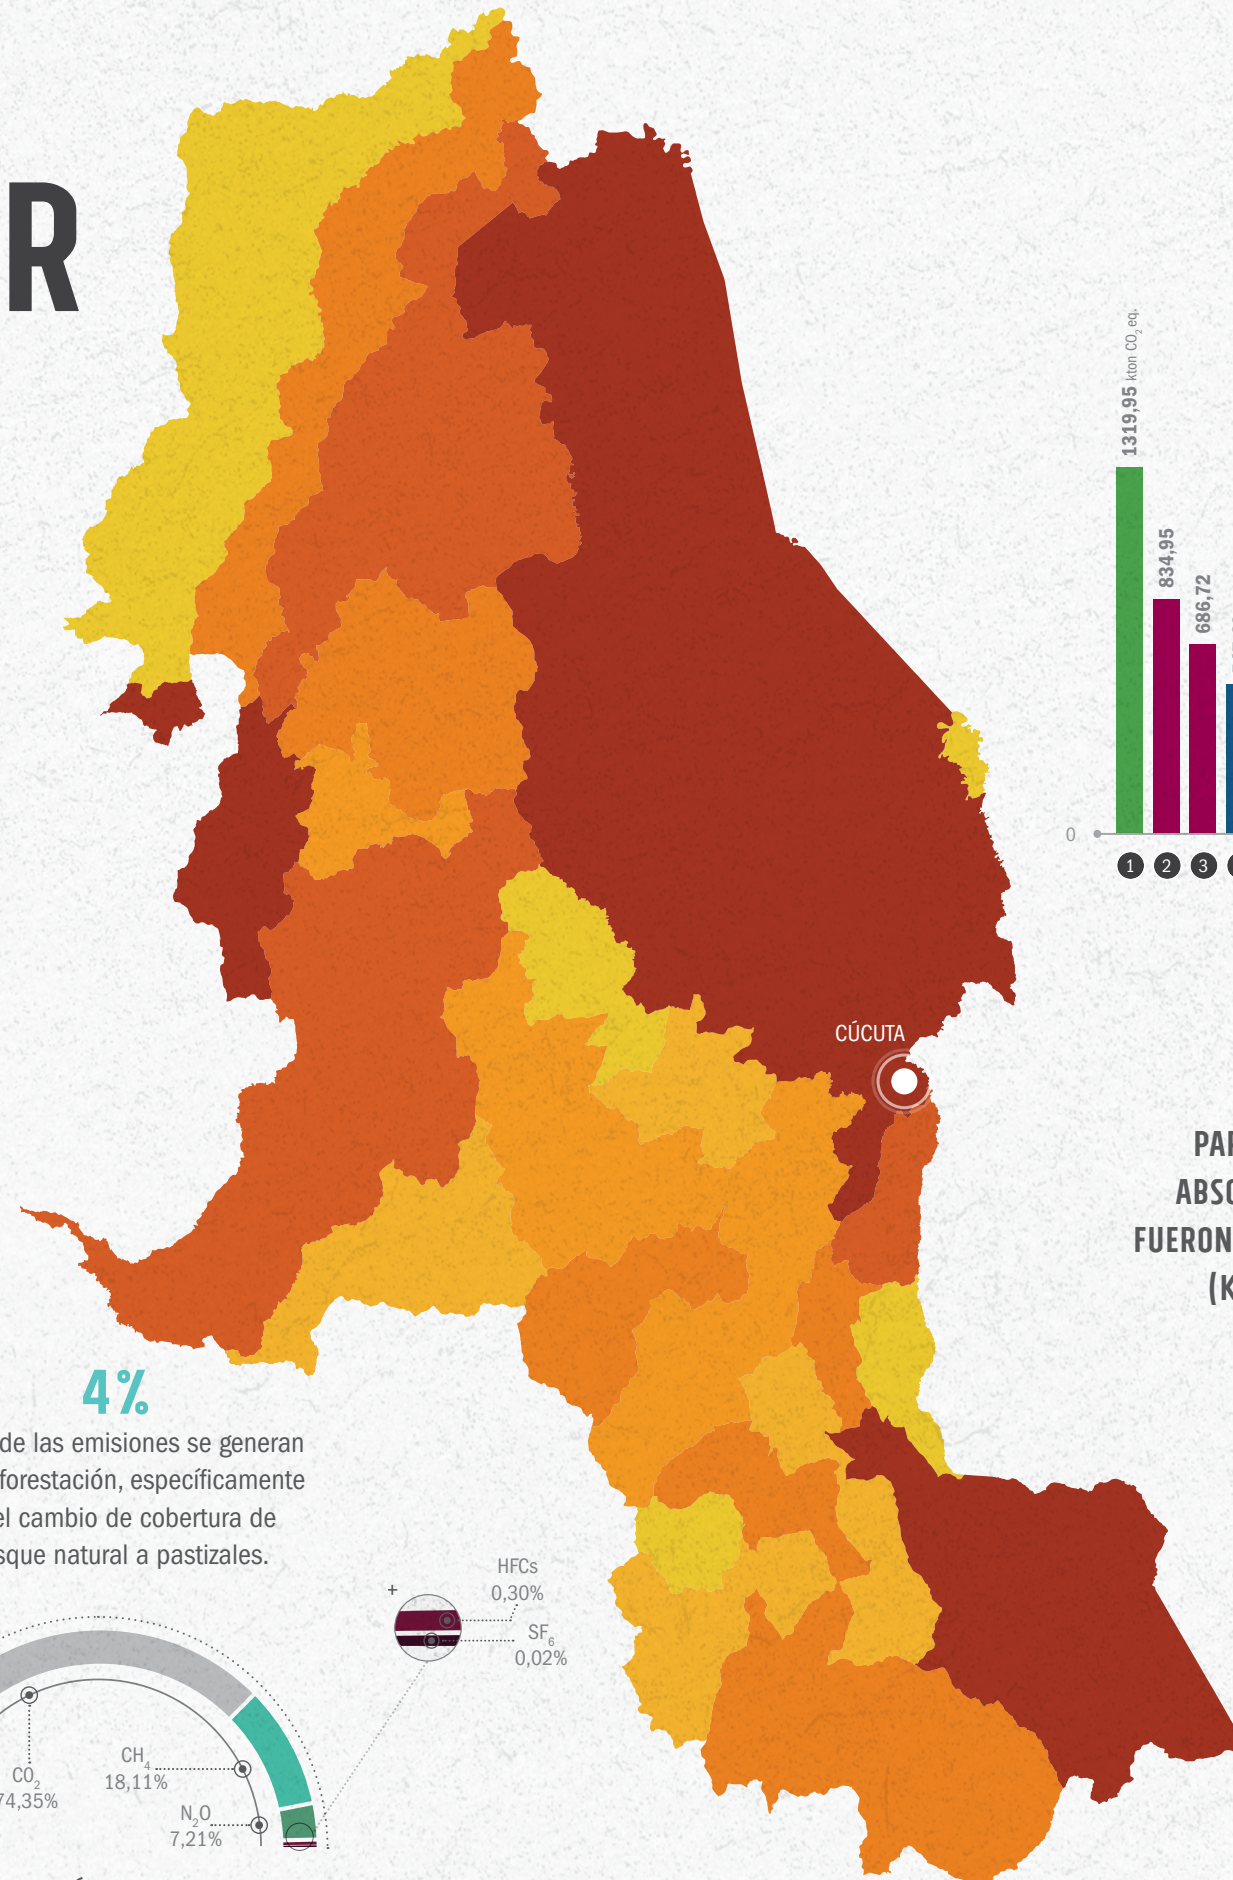 R
1319,95 kton CO₂ eq.
834,95
686,72
0
1
2
3
CÚCUTA
PAR
ABSO
FUERON
(K
4%
de las emisiones se generan
forestación, específicamente
el cambio de cobertura de
sque natural a pastizales.
HFCs
0,30%
SF₆
0,02%
CH₄
18,11%
CO₂
74,35%
N₂O
7,21%
+